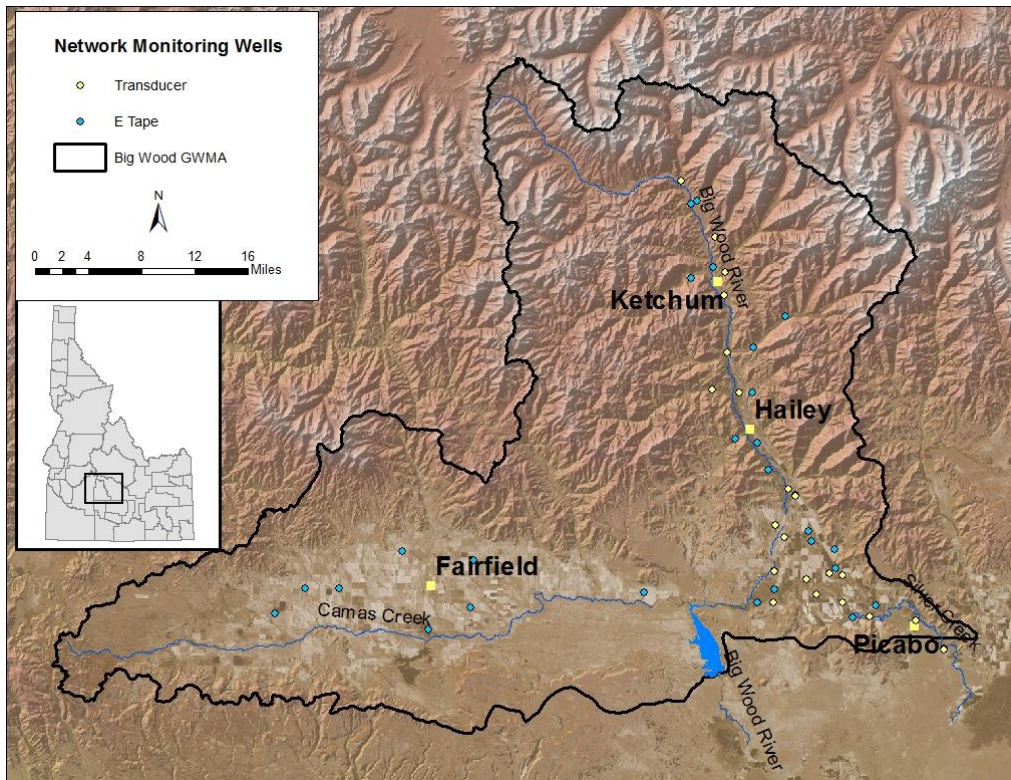 Network Monitoring Wells
Transducer
E Tape
Big Wood GWMA
N
0 2 4 8 12 16
Miles
Big Wood River
Ketchum
Hailey
Fairfield
Camas Creek
Silver Creek
Picabo
Big Wood River